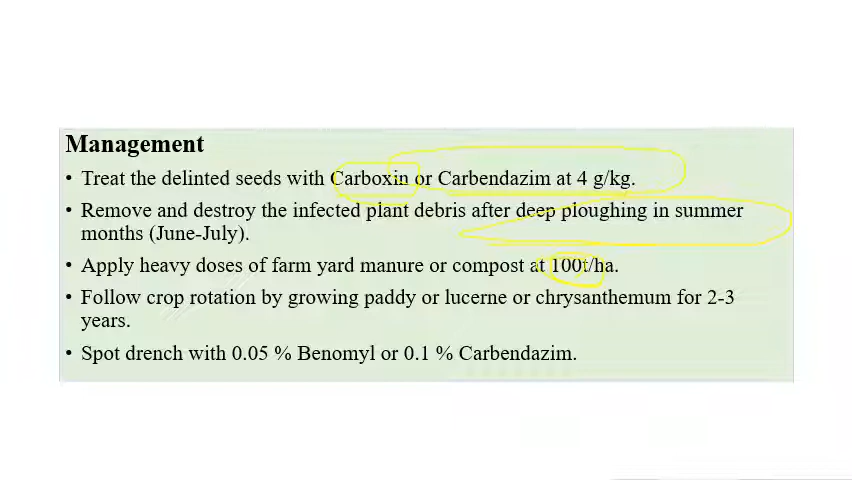 Management
• Treat the delinted seeds with Carboxin or Carbendazim at 4 g/kg.
• Remove and destroy the infected plant debris after deep ploughing in summer
months (June-July).
• Apply heavy doses of farm yard manure or compost at 100t/ha.
• Follow crop rotation by growing paddy or lucerne or chrysanthemum for 2-3
years.
• Spot drench with 0.05 % Benomyl or 0.1 % Carbendazim.